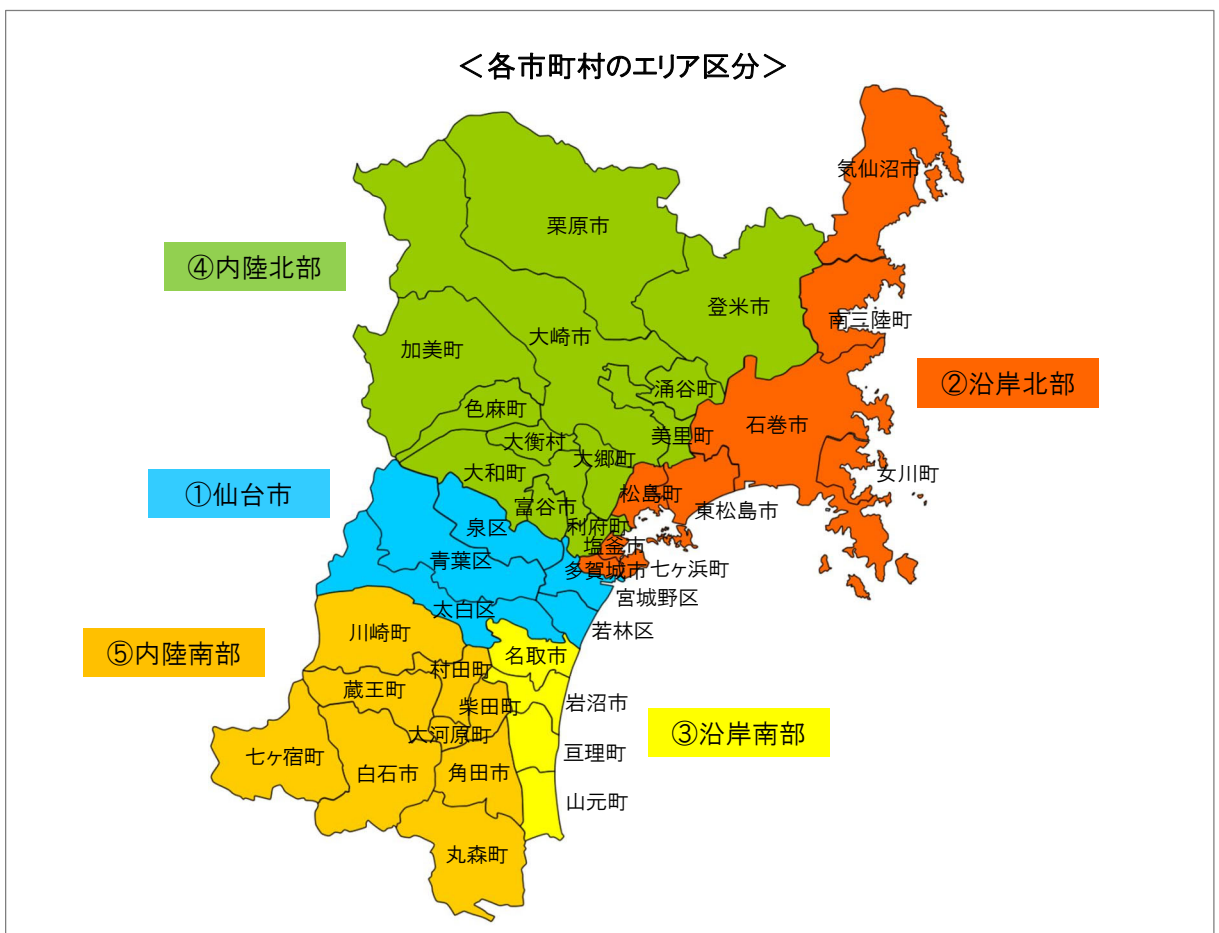 ＜各市町村のエリア区分＞
気仙沼市
栗原市
④内陸北部
登米市
南三陸町
大崎市
加美町
②沿岸北部
涌谷町
色麻町
石巻市
美里町
大衡村
大郷町
大和町
女川町
①仙台市
松島町
富谷市
東松島市
泉区
利府町
塩釜市
青葉区
多賀城市
七ヶ浜町
宮城野区
太白区
若林区
川崎町
⑤内陸南部
名取市
村田町
蔵王町
岩沼市
柴田町
③沿岸南部
大河原町
亘理町
七ヶ宿町
白石市
角田市
山元町
丸森町